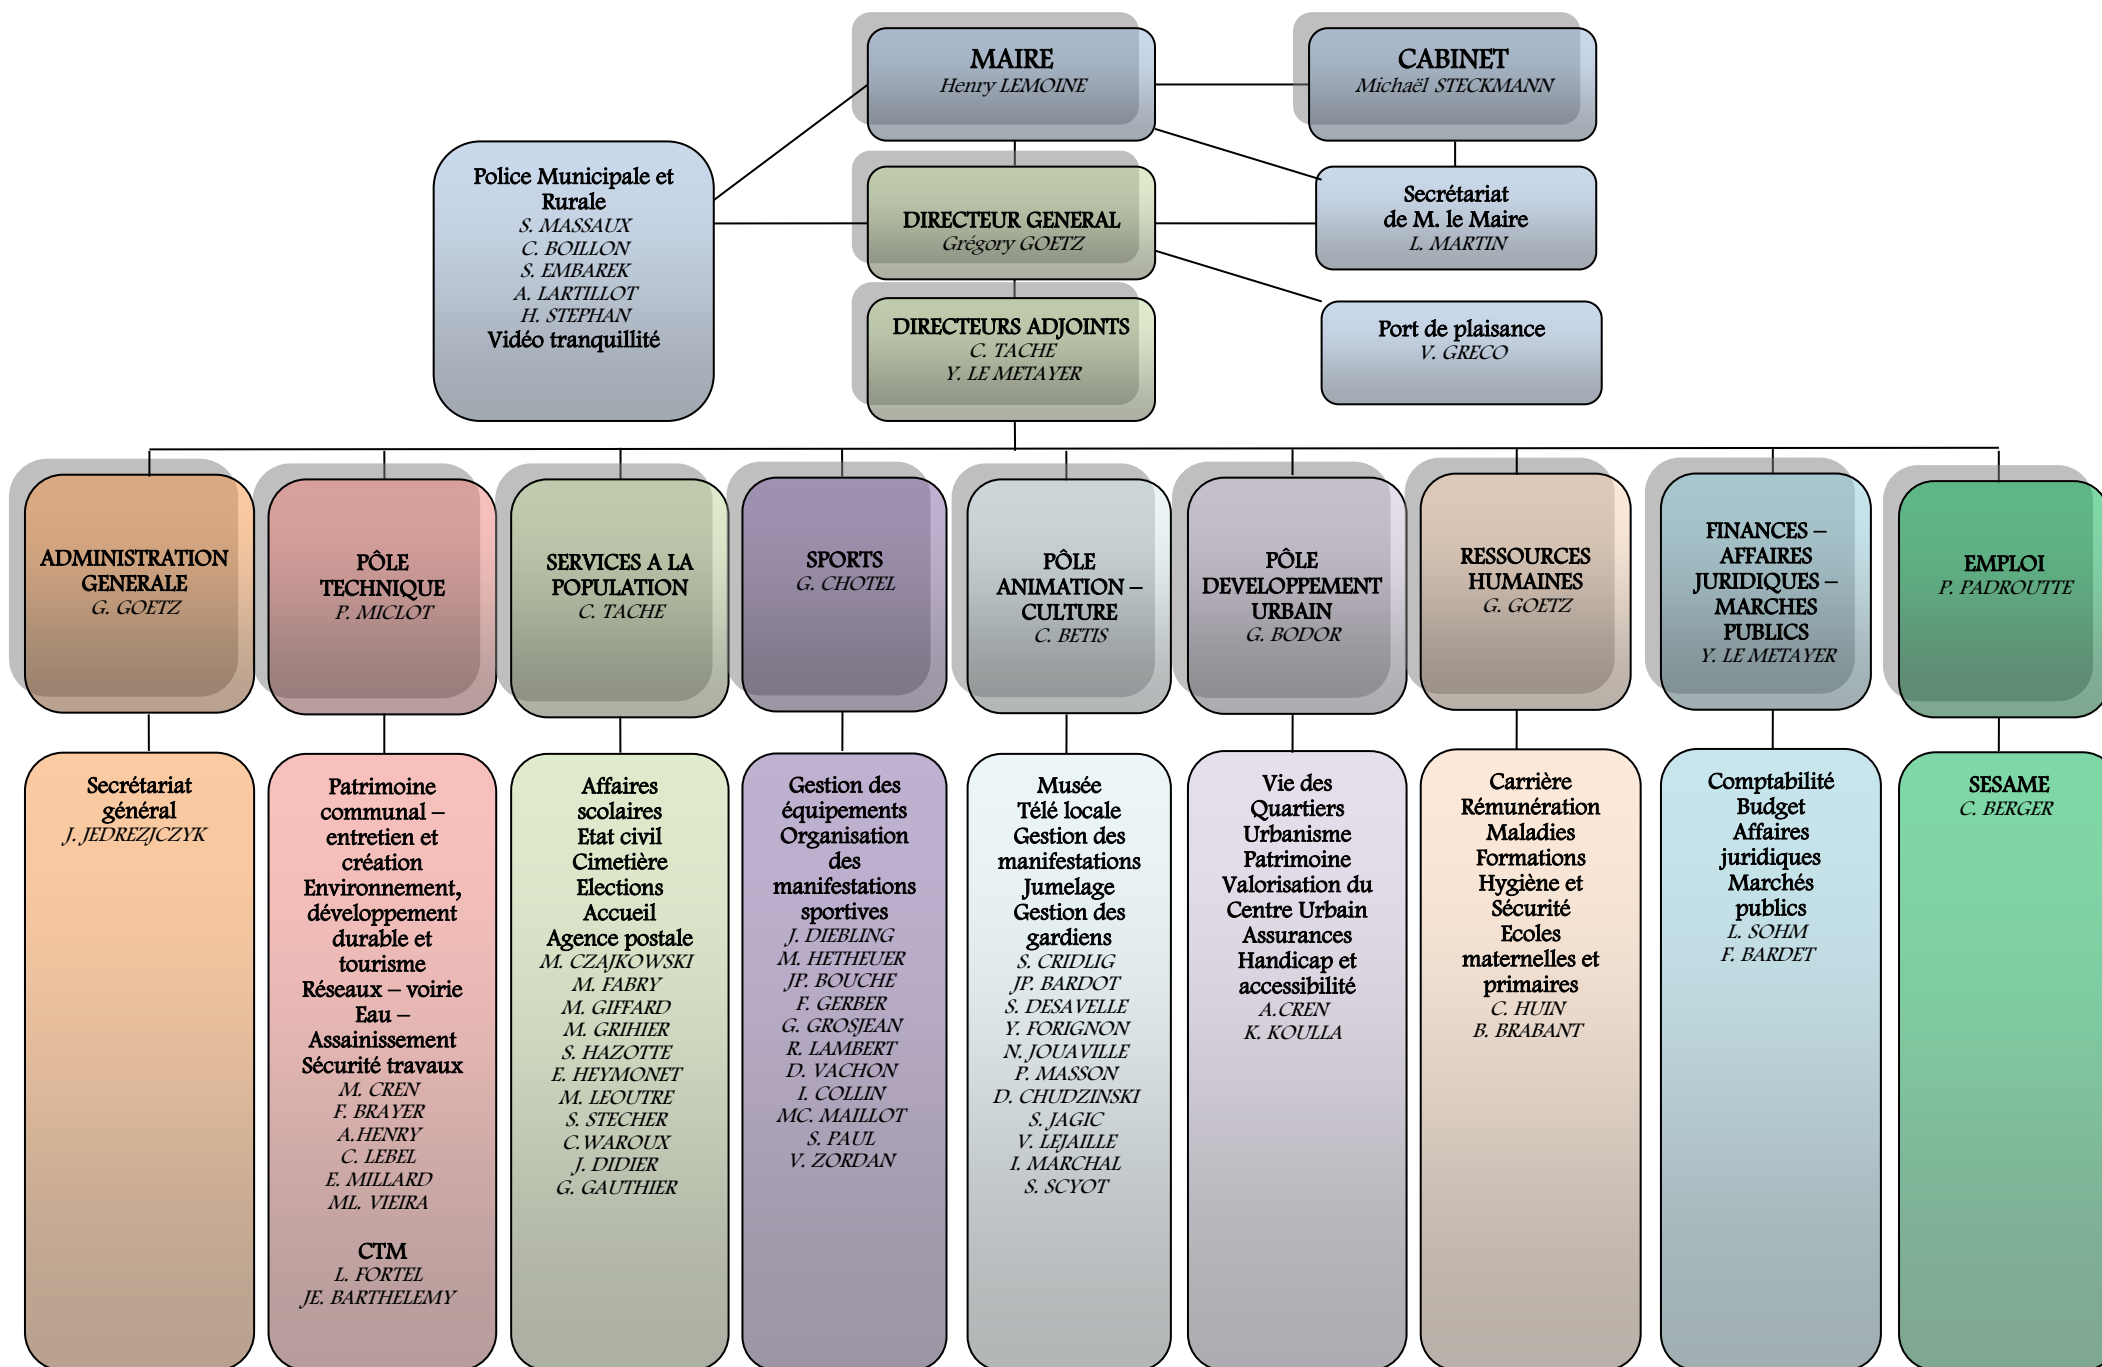 MAIRE
Henry LEMOINE
CABINET
Michaël STECKMANN
Police Municipale et
Rurale
S. MASSAUX
C. BOILLON
S. EMBAREK
A. LARTILLOT
H. STEPHAN
Vidéo tranquillité
DIRECTEUR GENERAL
Grégory GOETZ
Secrétariat
de M. le Maire
L. MARTIN
DIRECTEURS ADJOINTS
C. TACHE
Y. LE METAYER
Port de plaisance
V. GRECO
ADMINISTRATION
GENERALE
G. GOETZ
PÔLE
TECHNIQUE
P. MICLOT
SERVICES A LA
POPULATION
C. TACHE
SPORTS
G. CHOTEL
PÔLE
ANIMATION –
CULTURE
C. BETIS
PÔLE
DEVELOPPEMENT
URBAIN
G. BODOR
RESSOURCES
HUMAINES
G. GOETZ
FINANCES –
AFFAIRES
JURIDIQUES –
MARCHES
PUBLICS
Y. LE METAYER
EMPLOI
P. PADROUTTE
Secrétariat
général
J. JEDREZJCZYK
Patrimoine
communal –
entretien et
création
Environnement,
développement
durable et
tourisme
Réseaux – voirie
Eau –
Assainissement
Sécurité travaux
M. CREN
F. BRAYER
A.HENRY
C. LEBEL
E. MILLARD
ML. VIEIRA
CTM
L. FORTEL
JE. BARTHELEMY
Affaires
scolaires
Etat civil
Cimetière
Elections
Accueil
Agence postale
M. CZAJKOWSKI
M. FABRY
M. GIFFARD
M. GRIHIER
S. HAZOTTE
E. HEYMONET
M. LEOUTRE
S. STECHER
C.WAROUX
J. DIDIER
G. GAUTHIER
Gestion des
équipements
Organisation
des
manifestations
sportives
J. DIEBLING
M. HETHEUER
JP. BOUCHE
F. GERBER
G. GROSJEAN
R. LAMBERT
D. VACHON
I. COLLIN
MC. MAILLOT
S. PAUL
V. ZORDAN
Musée
Télé locale
Gestion des
manifestations
Jumelage
Gestion des
gardiens
S. CRIDLIG
JP. BARDOT
S. DESAVELLE
Y. FORIGNON
N. JOUAVILLE
P. MASSON
D. CHUDZINSKI
S. JAGIC
V. LEJAILLE
I. MARCHAL
S. SCYOT
Vie des
Quartiers
Urbanisme
Patrimoine
Valorisation du
Centre Urbain
Assurances
Handicap et
accessibilité
A.CREN
K. KOULLA
Carrière
Rémunération
Maladies
Formations
Hygiène et
Sécurité
Ecoles
maternelles et
primaires
C. HUIN
B. BRABANT
Comptabilité
Budget
Affaires
juridiques
Marchés
publics
L. SOHM
F. BARDET
SESAME
C. BERGER